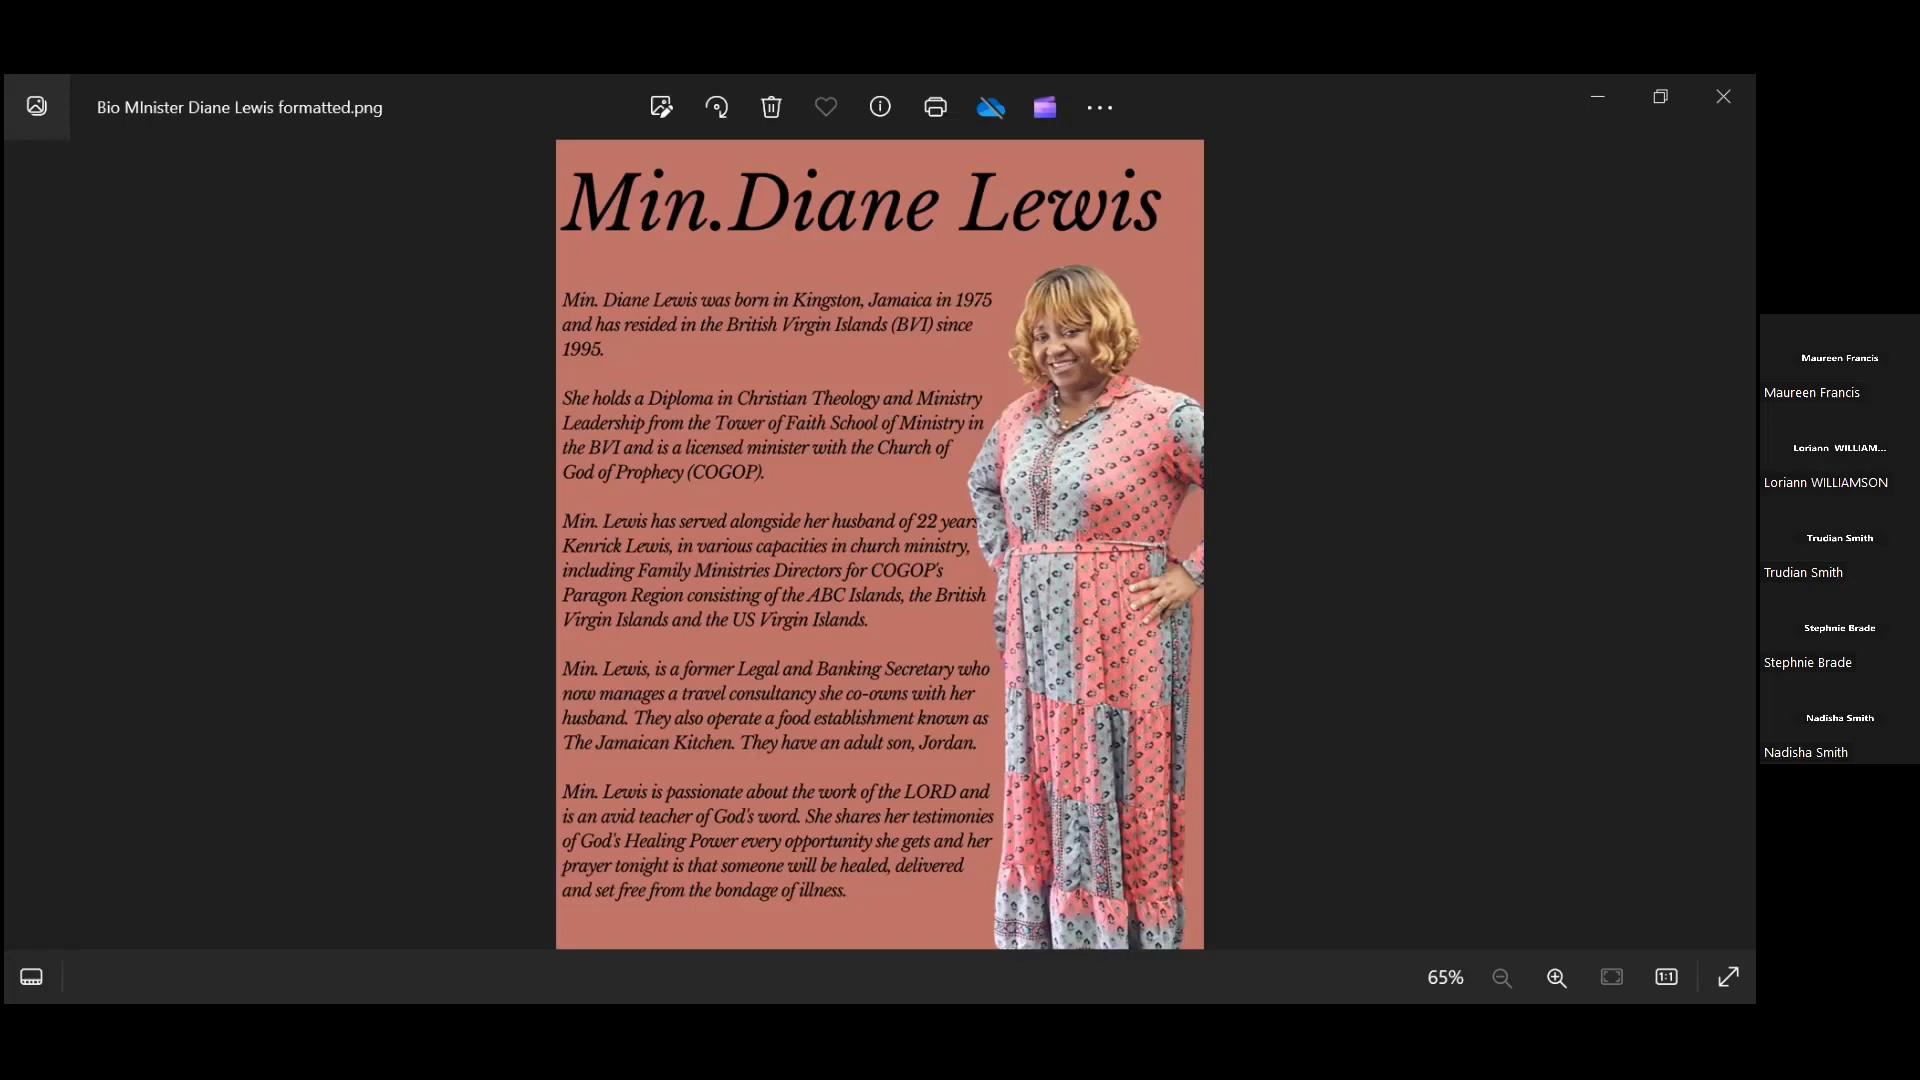 Bio MInister Diane Lewis formatted.png
Min.Diane Lewis
Min. Diane Lewis was born in Kingston, Jamaica in 1975
and has resided in the British Virgin Islands (BVI) since
1995.
She holds a Diploma in Christian Theology and Ministry
Leadership from the Tower of Faith School of Ministry in
the BVI and is a licensed minister with the Church of
God of Prophecy (COGOP).
Min. Lewis has served alongside her husband of 22 years
Kenrick Lewis, in various capacities in church ministry,
including Family Ministries Directors for COGOP's
Paragon Region consisting of the ABC Islands, the British
Virgin Islands and the US Virgin Islands.
Min. Lewis, is a former Legal and Banking Secretary who
now manages a travel consultancy she co-owns with her
husband. They also operate a food establishment known as
The Jamaican Kitchen. They have an adult son, Jordan.
Min. Lewis is passionate about the work of the LORD and
is an avid teacher of God's word. She shares her testimonies
of God's Healing Power every opportunity she gets and her
prayer tonight is that someone will be healed, delivered
and set free from the bondage of illness.
65%
1:1
Maureen Francis
Maureen Francis
Loriann WILLIAM...
Loriann WILLIAMSON
Trudian Smith
Trudian Smith
Stephnie Brade
Stephnie Brade
Nadisha Smith
Nadisha Smith